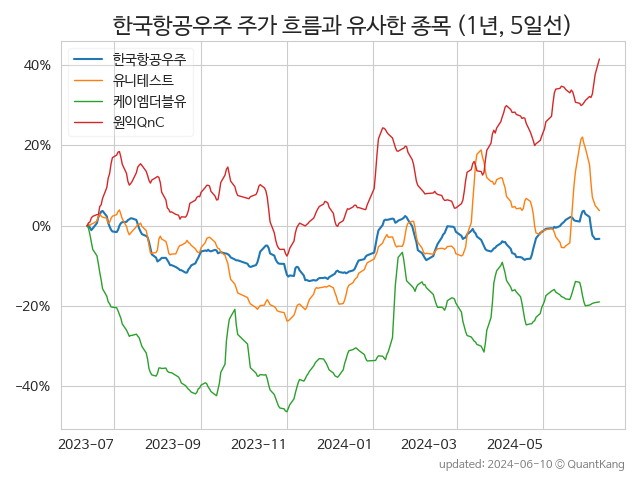 한국항공우주 주가 흐름과 유사한 종목 (1년, 5일선)
한국항공우주
유니테스트
케이엠더블유
원익QnC
40%
20%
0%
−20%
−40%
2023-07
2023-09
2023-11
2024-01
2024-03
2024-05
updated: 2024-06-10 © QuantKang